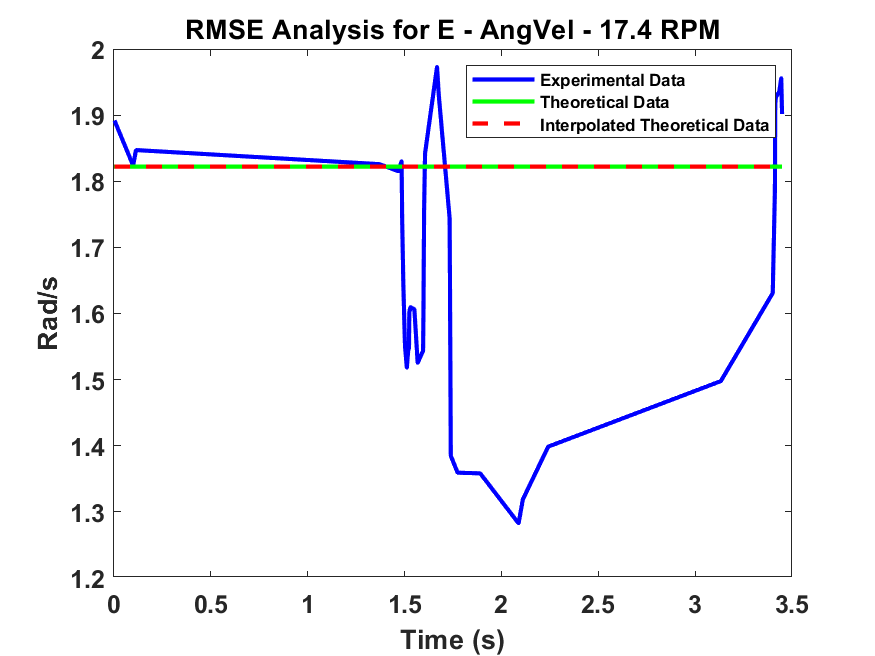 RMSE Analysis for E - AngVel - 17.4 RPM
Experimental Data
Theoretical Data
Interpolated Theoretical Data
2
1.9
1.8
1.7
1.6
1.5
1.4
1.3
1.2
Rad/s
0 0.5 1 1.5 2 2.5 3 3.5
Time (s)